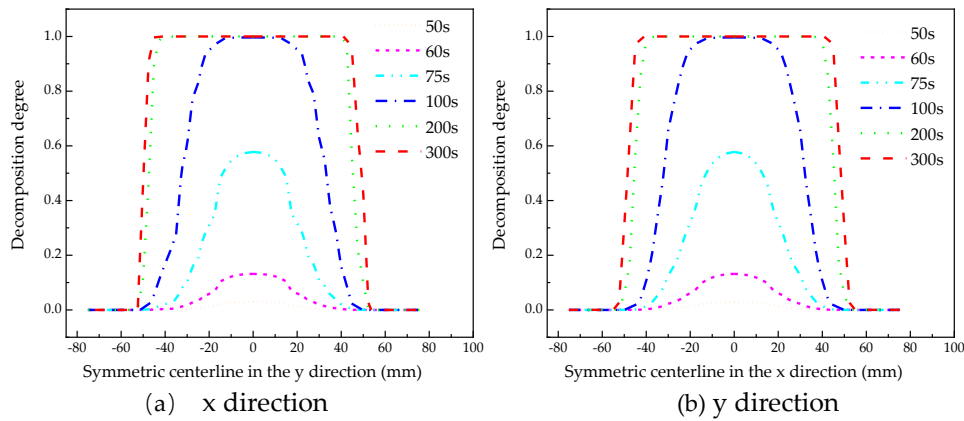 1.0
0.8
0.6
0.4
0.2
0.0
Decomposition degree
50s
60s
75s
100s
200s
300s
-80 -60 -40 -20 0 20 40 60 80 100
Symmetric centerline in the y direction (mm)
(a) x direction
1.0
0.8
0.6
0.4
0.2
0.0
Decomposition degree
50s
60s
75s
100s
200s
300s
-80 -60 -40 -20 0 20 40 60 80 100
Symmetric centerline in the x direction (mm)
(b) y direction